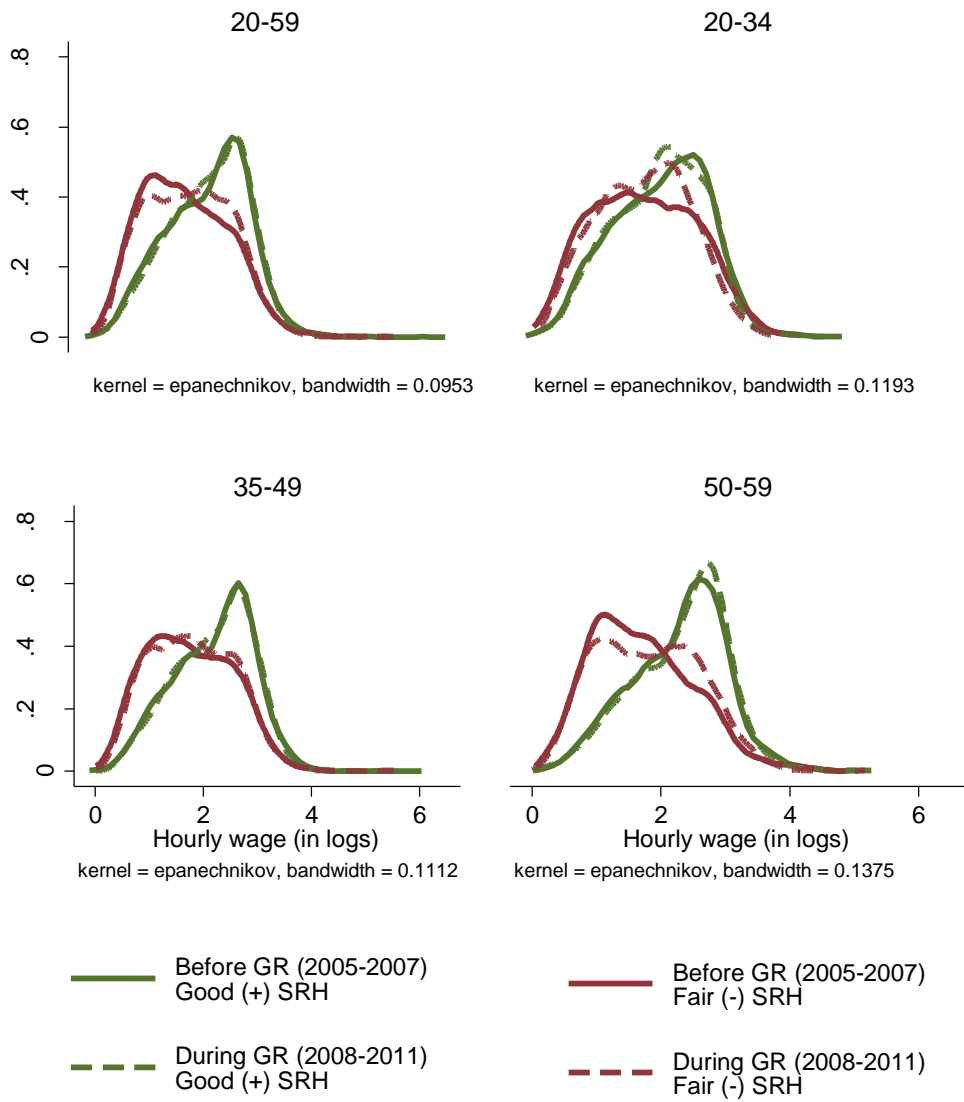 20-59
20-34
.8
.6
.4
.2
0
kernel = epanechnikov, bandwidth = 0.0953
kernel = epanechnikov, bandwidth = 0.1193
35-49
50-59
.8
.6
.4
.2
0
0 2 4 6
0 2 4 6
Hourly wage (in logs)
Hourly wage (in logs)
kernel = epanechnikov, bandwidth = 0.1112
kernel = epanechnikov, bandwidth = 0.1375
Before GR (2005-2007)
Good (+) SRH
Before GR (2005-2007)
Fair (-) SRH
During GR (2008-2011)
Good (+) SRH
During GR (2008-2011)
Fair (-) SRH